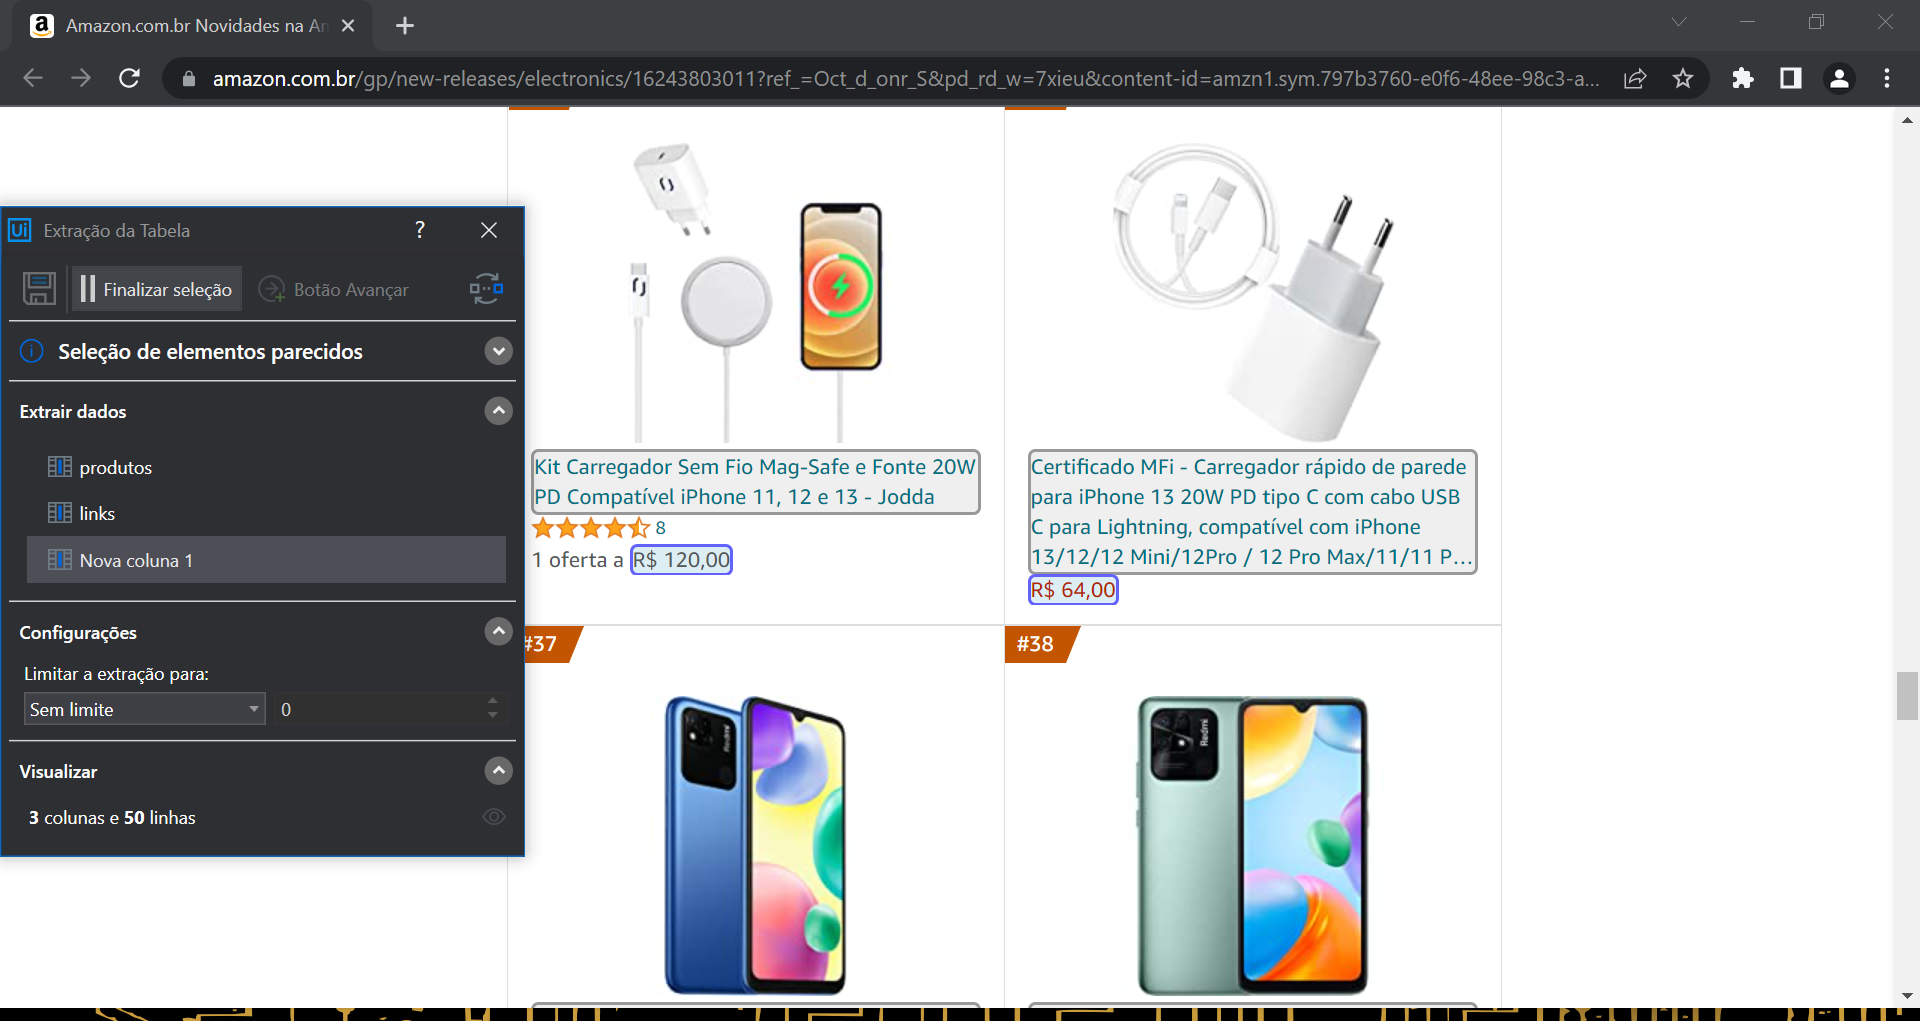 Amazon.com.br Novidades na Am
amazon.com.br/gp/new-releases/electronics/16243803011?ref_=Oct_d_onr_S&pd_rd_w=7xieu&content-id=amzn1.sym.797b3760-e0f6-48ee-98c3-a...
Ui Extração da Tabela ?
Finalizar seleção Botão Avançar
Seleção de elementos parecidos
Extrair dados
produtos
links
Nova coluna 1
Configurações
Limitar a extração para:
Sem limite 0
Visualizar
3 colunas e 50 linhas
Kit Carregador Sem Fio Mag-Safe e Fonte 20W
PD Compatível iPhone 11, 12 e 13 - Jodda
8
1 oferta a R$ 120,00
Certificado MFi - Carregador rápido de parede
para iPhone 13 20W PD tipo C com cabo USB
C para Lightning, compatível com iPhone
13/12/12 Mini/12Pro / 12 Pro Max/11/11 P...
R$ 64,00
#37
#38
Redmi
Redmi